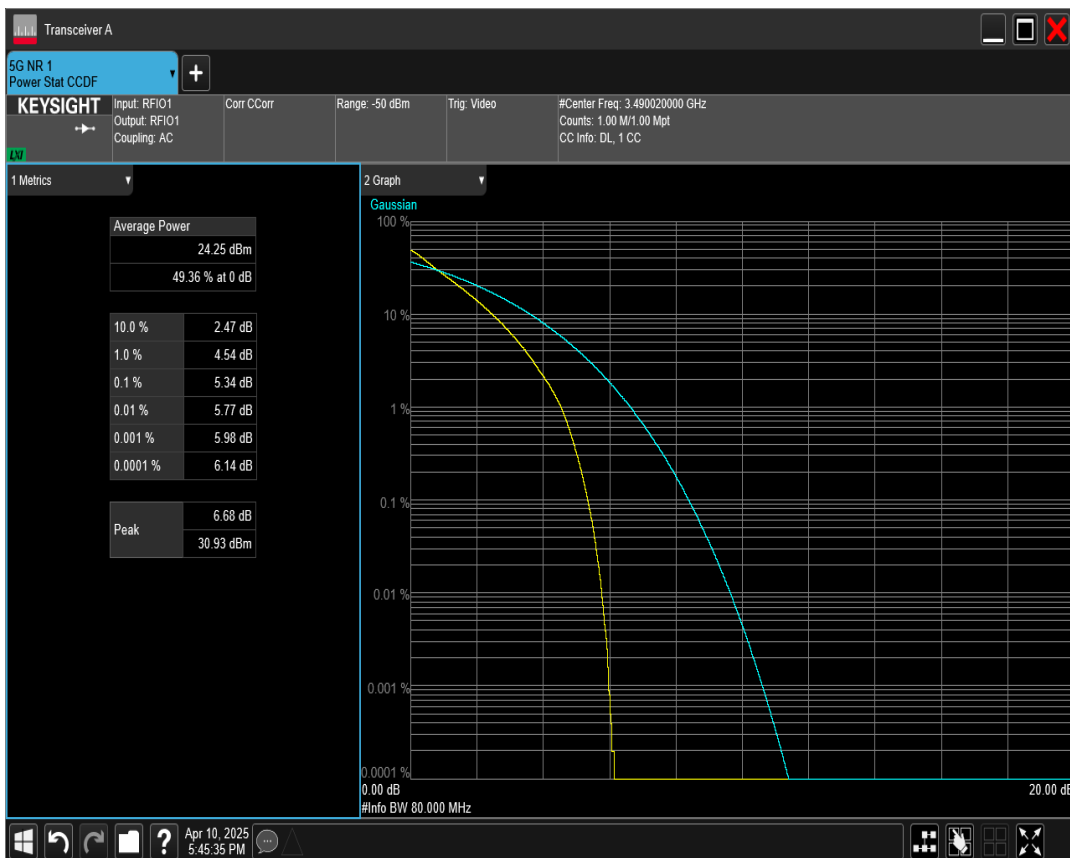 Transceiver A
5G NR 1
Power Stat CCDF
KEYSIGHT
Input: RFIO1
Output: RFIO1
Coupling: AC
Corr CCorr
Range: -50 dBm
Trig: Video
#Center Freq: 3.490020000 GHz
Counts: 1.00 M/1.00 Mpt
CC Info: DL, 1 CC
LXI
1 Metrics
Average Power
24.25 dBm
49.36 % at 0 dB
10.0 % 2.47 dB
1.0 % 4.54 dB
0.1 % 5.34 dB
0.01 % 5.77 dB
0.001 % 5.98 dB
0.0001 % 6.14 dB
Peak
6.68 dB
30.93 dBm
2 Graph
Gaussian
100 %
10 %
1 %
0.1 %
0.01 %
0.001 %
0.0001 %
0.00 dB
20.00 dB
#Info BW 80.000 MHz
?
Apr 10, 2025
5:45:35 PM